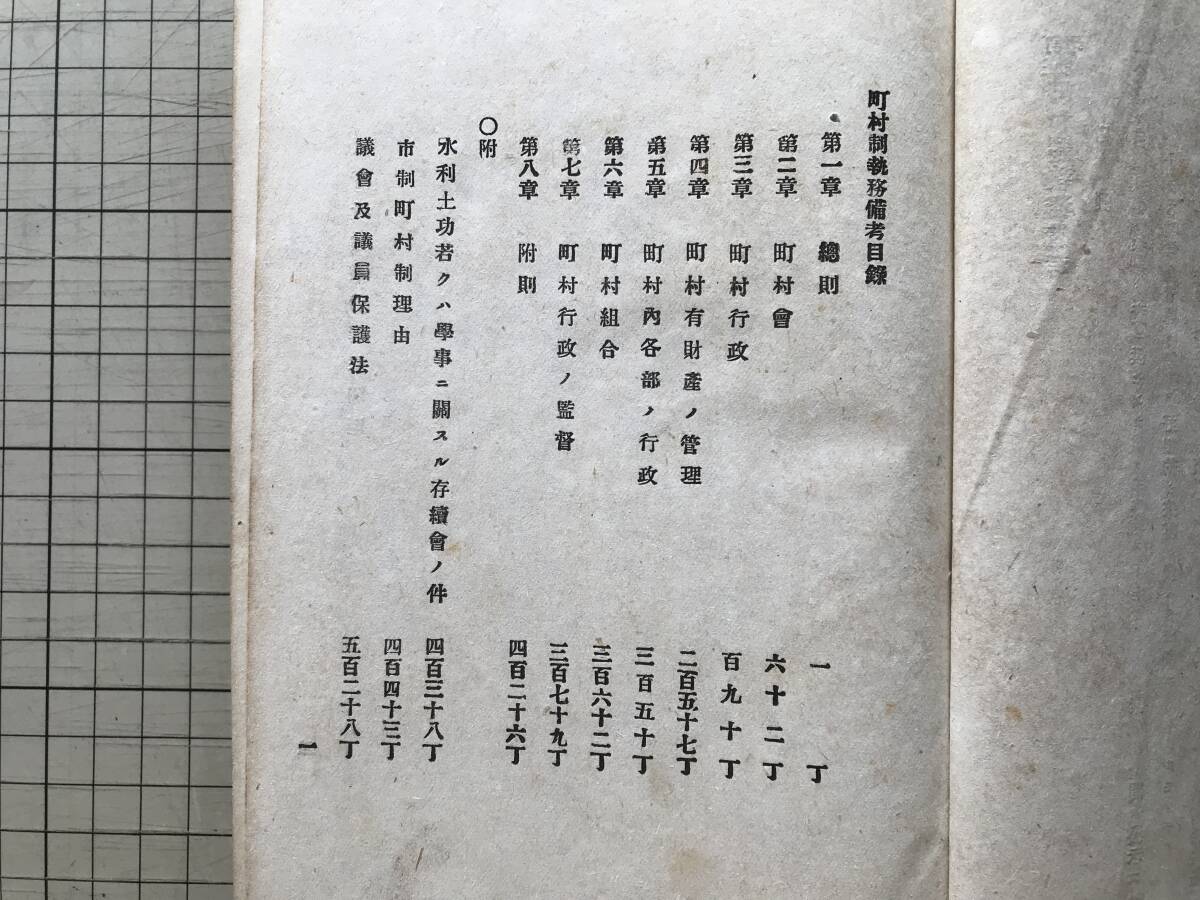 町村制執務備考目錄
第一章 總則 一丁
第二章 町村會 六十二丁
第三章 町村行政 百九十丁
第四章 町村有財產ノ管理 二百五十七丁
第五章 町村內各部ノ行政 三百五十丁
第六章 町村組合 三百六十二丁
第七章 町村行政ノ監督 三百七十九丁
第八章 附則 四百二十六丁
〇附
水利土功若クハ學事ニ關スル存續會ノ件 四百三十八丁
市制町村制理由 四百四十三丁
議會及議員保護法 五百二十八丁
一